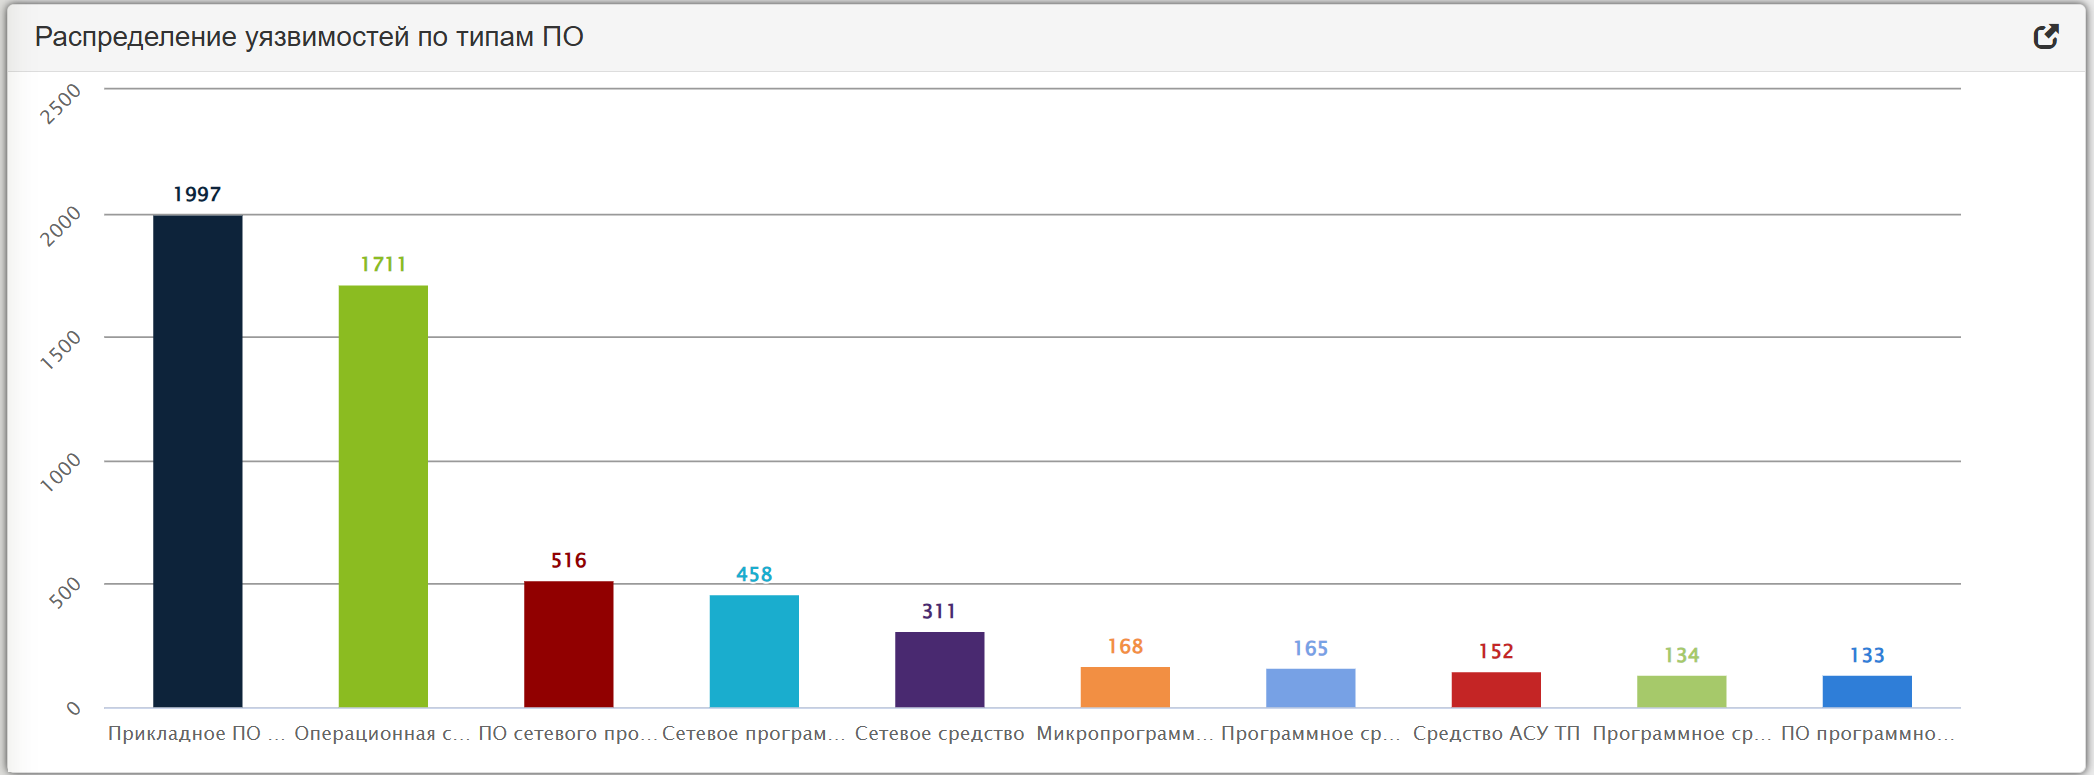 Распределение уязвимостей по типам ПО
2500
2000
1500
1000
500
0
1997
1711
516
458
311
168
165
152
134
133
Прикладное ПО ...
Операционная с...
ПО сетевого про...
Сетевое програм...
Сетевое средство
Микропрограмм...
Программное ср...
Средство АСУ ТП
Программное ср...
ПО программно...